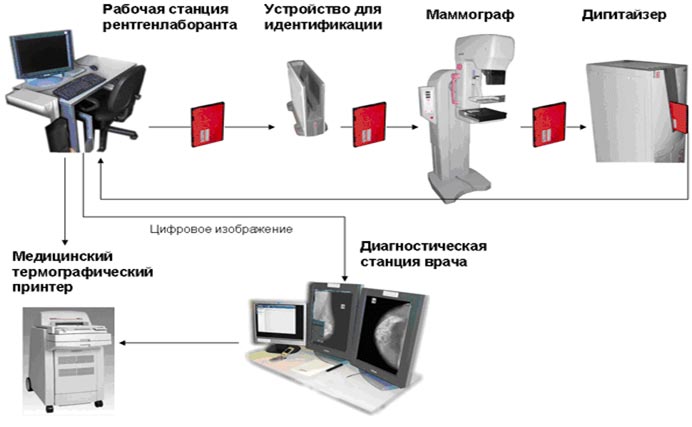 Рабочая станция
рентгенлаборанта
Устройство для
идентификации
Маммограф
Дигитайзер
Цифровое изображение
Медицинский
термографический
принтер
Диагностическая
станция врача